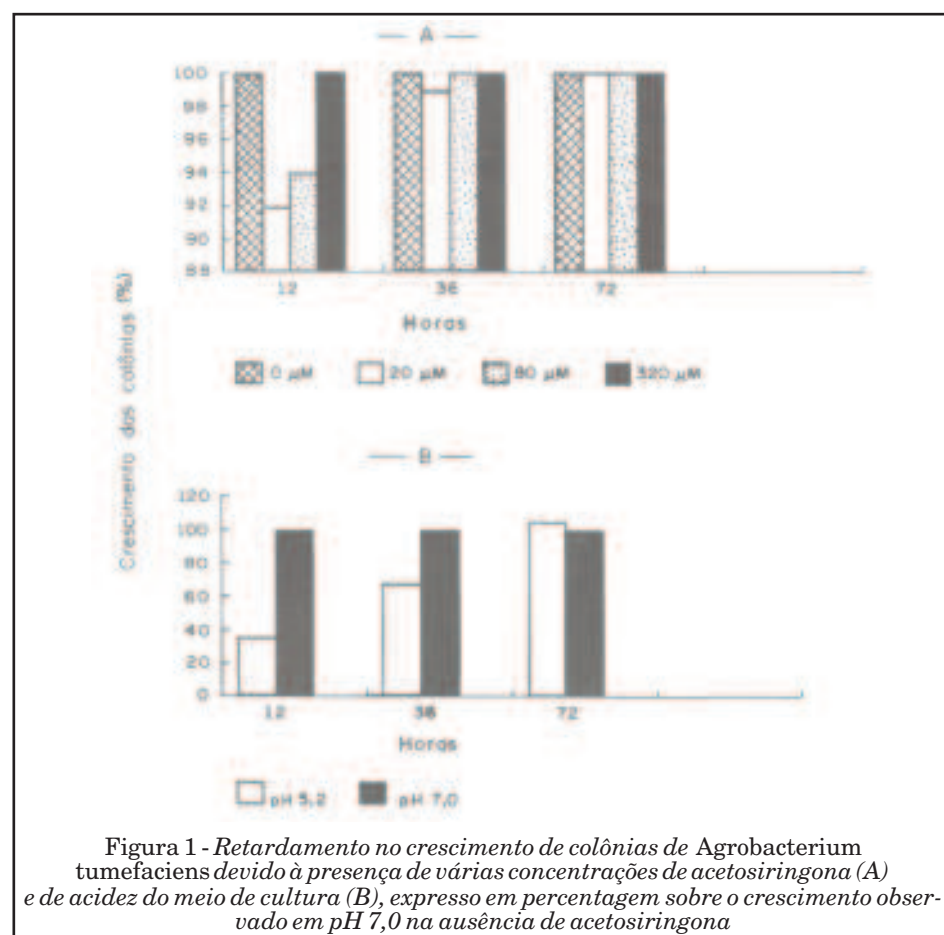 — A —
100
98
96
94
92
90
88
12 36 72
Horas
0 µM 20 µM 80 µM 320 µM
Crescimento das colônias (%)
— B —
120
100
80
60
40
20
0
12 36 72
Horas
pH 5,2 pH 7,0
Figura 1 - Retardamento no crescimento de colônias de Agrobacterium
tumefaciens devido à presença de várias concentrações de acetosiringona (A)
e de acidez do meio de cultura (B), expresso em percentagem sobre o crescimento obser-
vado em pH 7,0 na ausência de acetosiringona